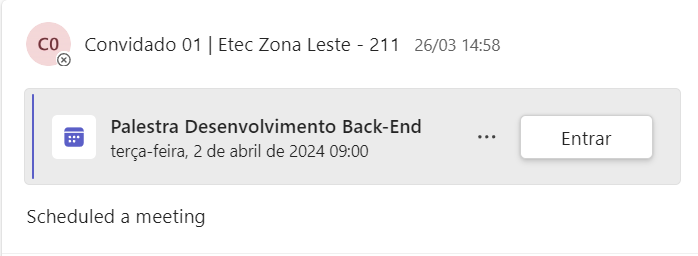 C0 Convidado 01 | Etec Zona Leste - 211 26/03 14:58
Palestra Desenvolvimento Back-End
terça-feira, 2 de abril de 2024 09:00
... Entrar
Scheduled a meeting